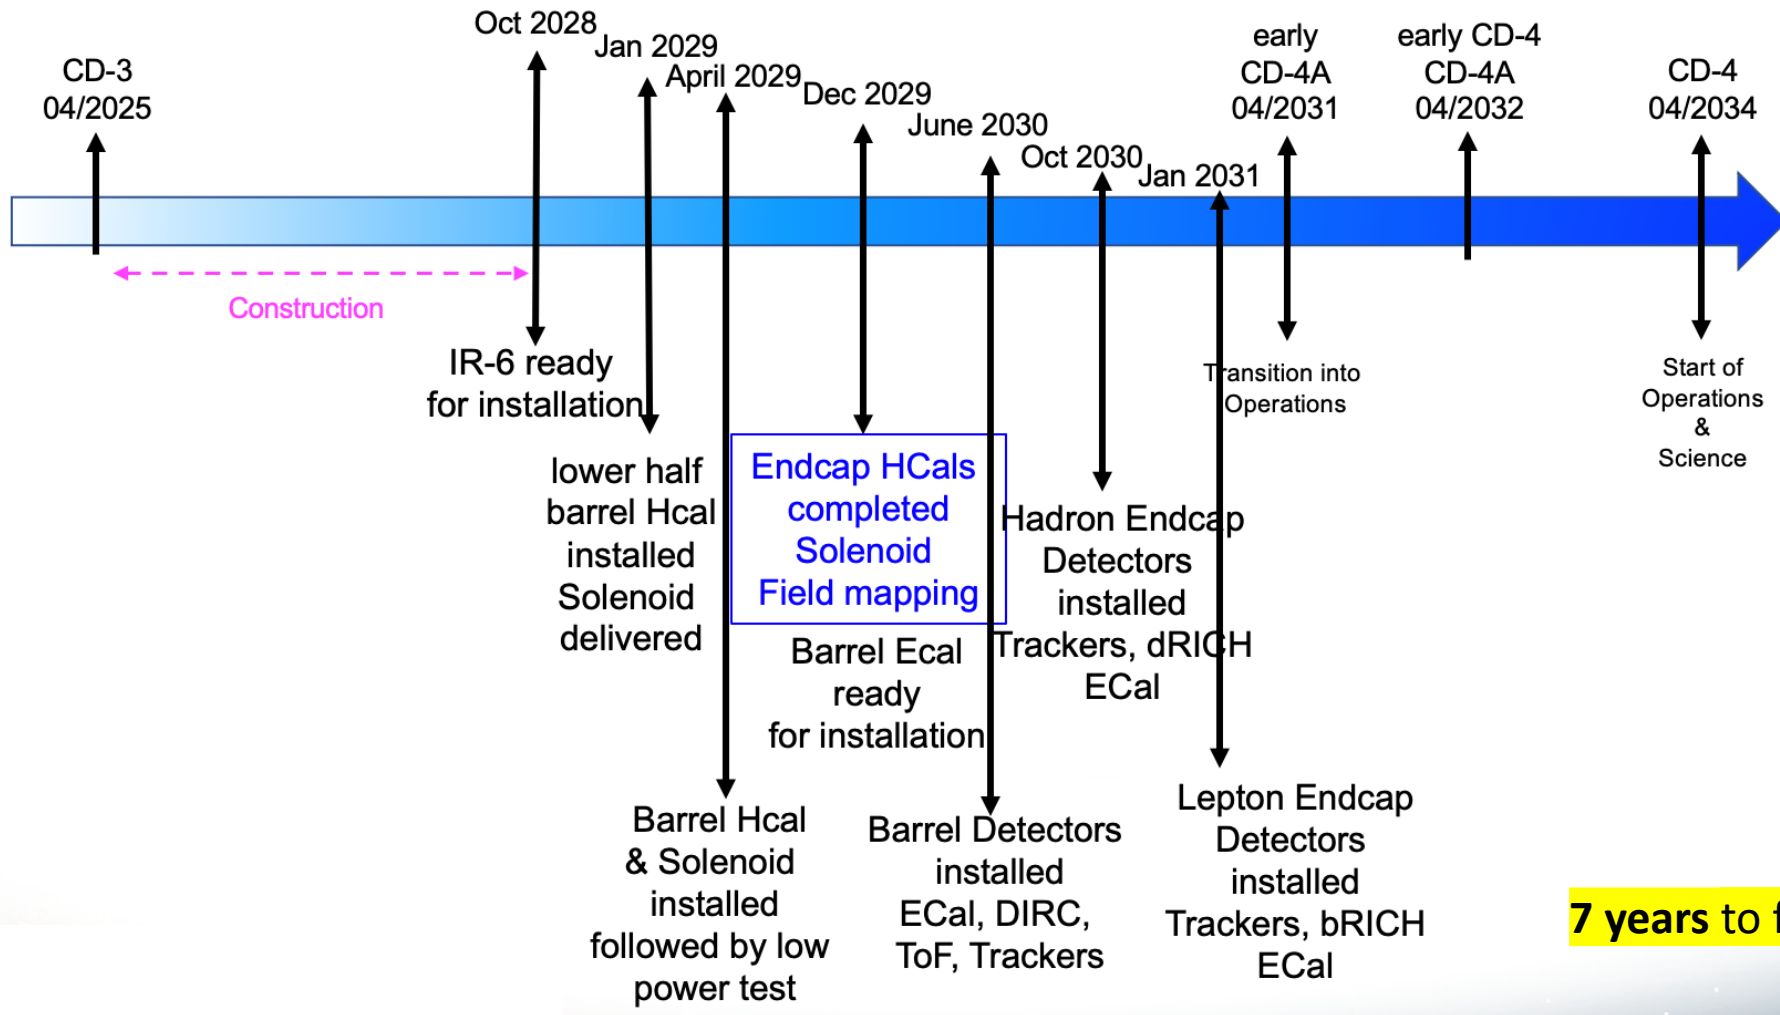 Oct 2028
Jan 2029
April 2029
Dec 2029
June 2030
Oct 2030
Jan 2031
CD-3
04/2025
early
CD-4A
04/2031
early CD-4
CD-4A
04/2032
CD-4
04/2034
Construction
IR-6 ready
for installation
lower half
barrel Hcal
installed
Solenoid
delivered
Barrel Hcal
& Solenoid
installed
followed by low
power test
Endcap HCals
completed
Solenoid
Field mapping
Barrel Ecal
ready
for installation
Barrel Detectors
installed
ECal, DIRC,
ToF, Trackers
Hadron Endcap
Detectors
installed
Trackers, dRICH
ECal
Lepton Endcap
Detectors
installed
Trackers, bRICH
ECal
Transition into
Operations
Start of
Operations
&
Science
7 years to